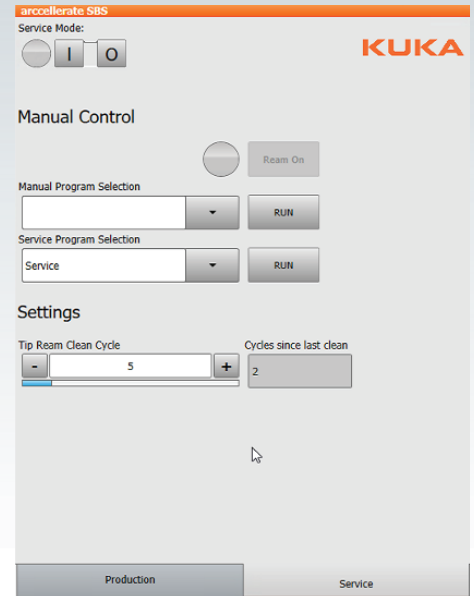 arccellerate SBS
Service Mode:
I O
KUKA
Manual Control
Ream On
Manual Program Selection
RUN
Service Program Selection
Service
RUN
Settings
Tip Ream Clean Cycle
Cycles since last clean
- 5 +
2
Production
Service